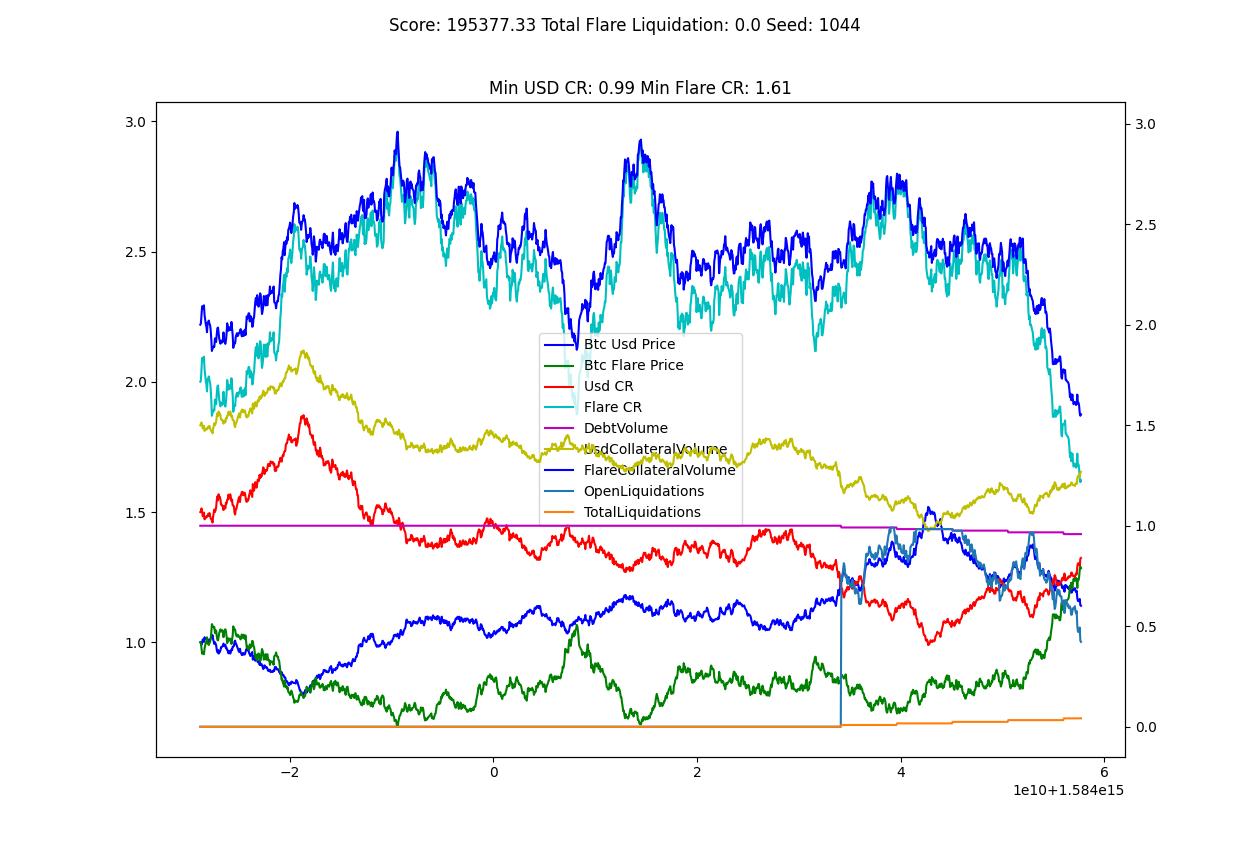 Score: 195377.33 Total Flare Liquidation: 0.0 Seed: 1044
Min USD CR: 0.99 Min Flare CR: 1.61
3.0
2.5
2.0
1.5
1.0
3.0
2.5
2.0
1.5
1.0
0.5
0.0
Btc Usd Price
Btc Flare Price
Usd CR
Flare CR
DebtVolume
UsdCollateralVolume
FlareCollateralVolume
OpenLiquidations
TotalLiquidations
−2 0 2 4 6
1e10+1.584e15